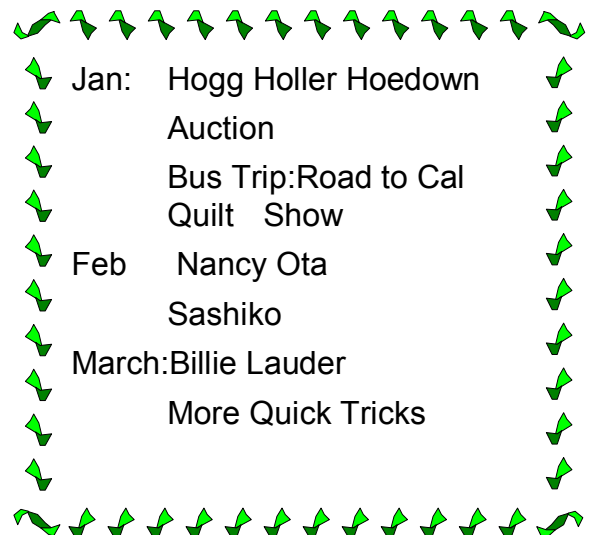 Jan: Hogg Holler Hoedown
Auction
Bus Trip:Road to Cal
Quilt Show
Feb Nancy Ota
Sashiko
March:Billie Lauder
More Quick Tricks